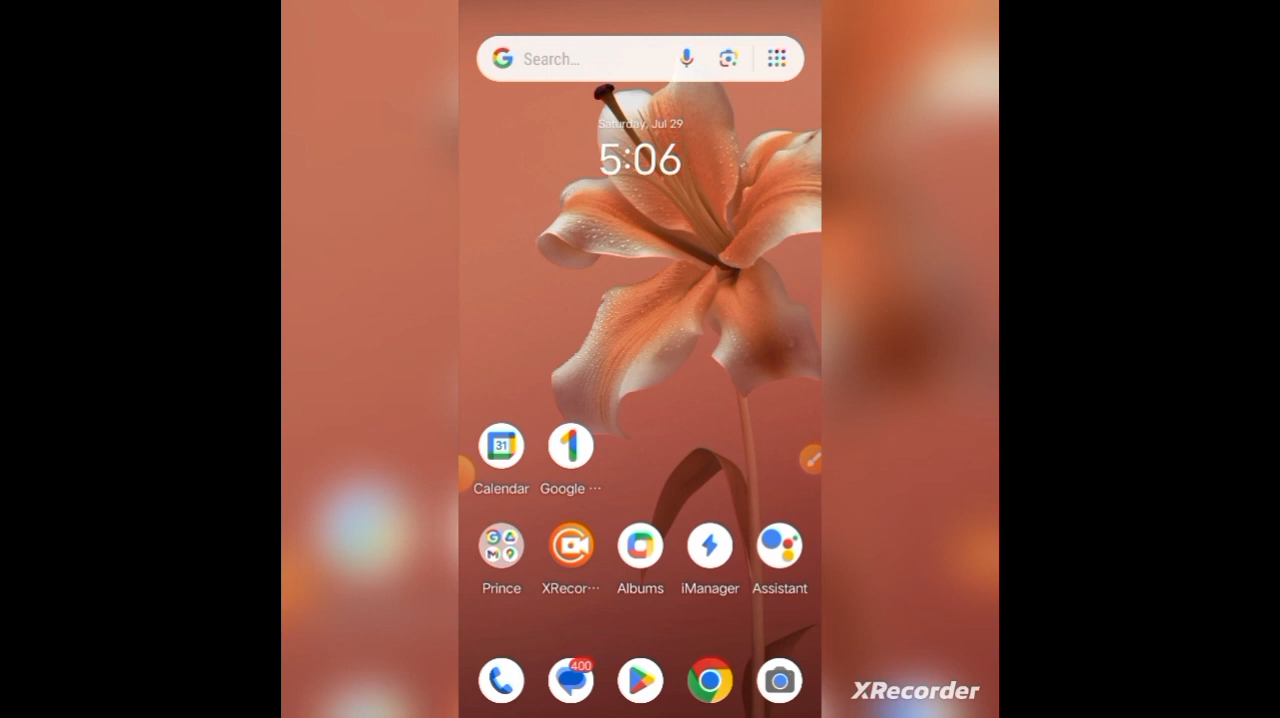 Search...
Saturday, Jul 29
5:06
31
Calendar
Google ···
Prince
XRecor···
Albums
iManager
Assistant
400
XRecorder